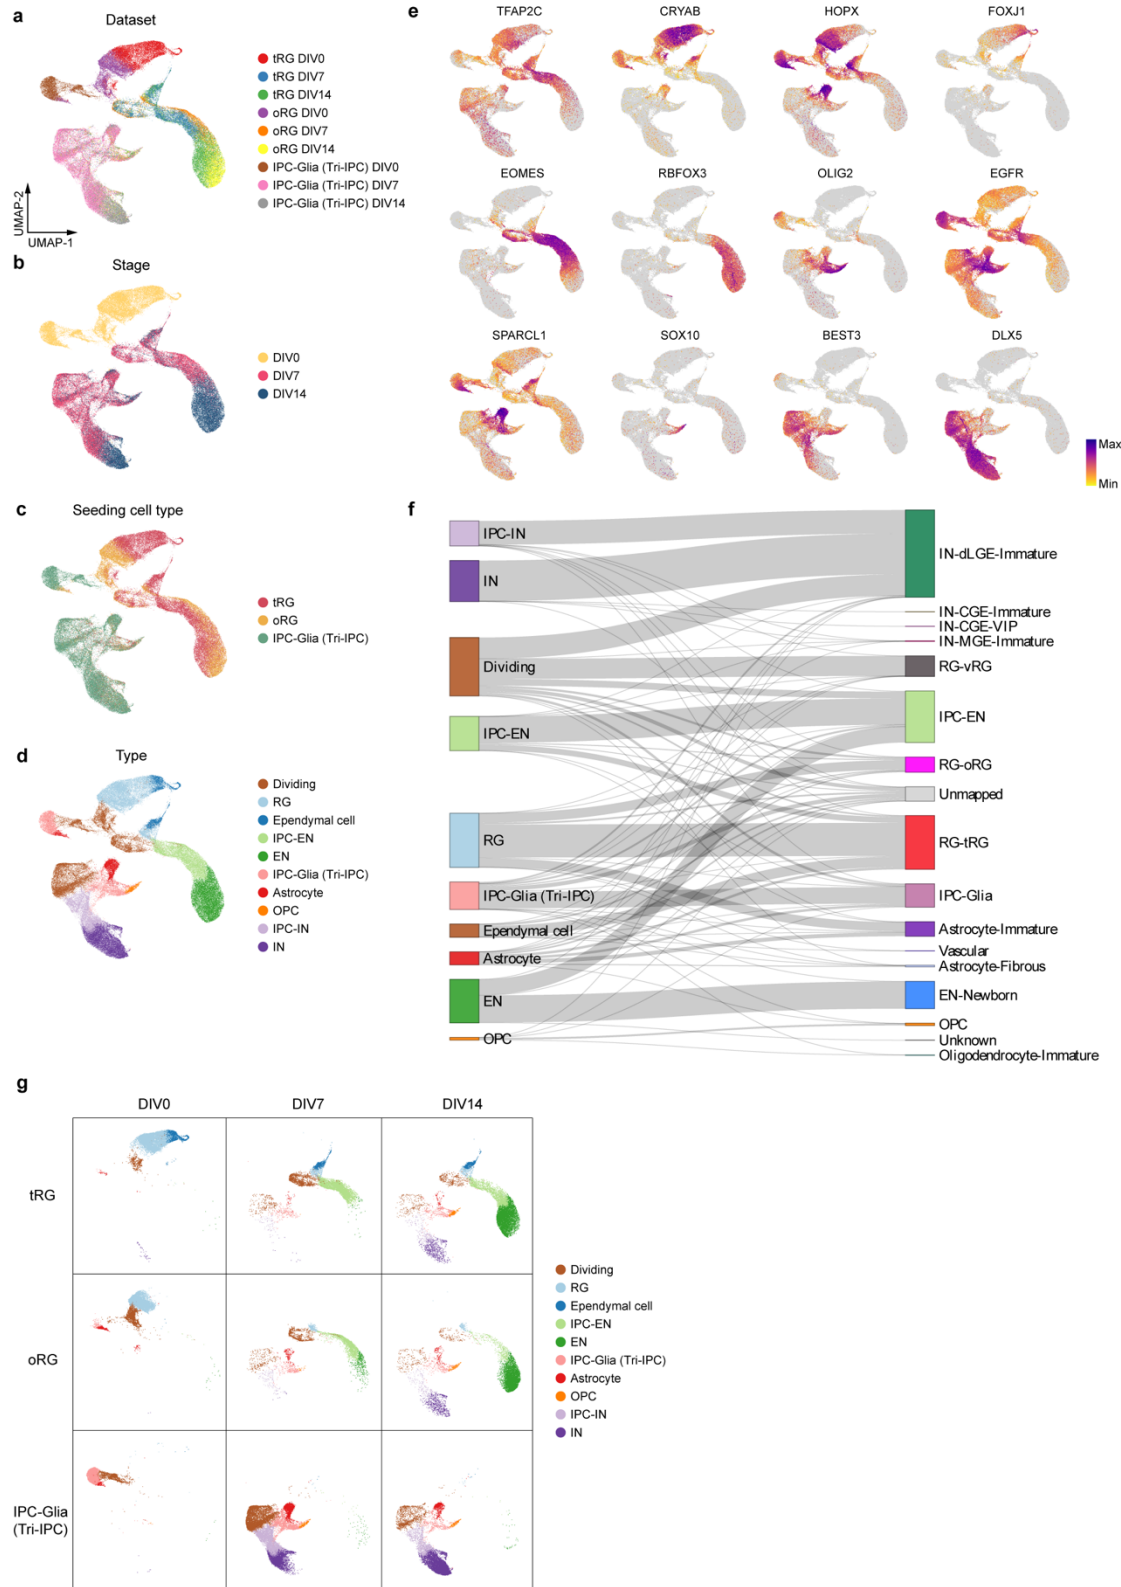 a
Dataset
tRG DIV0
tRG DIV7
tRG DIV14
oRG DIV0
oRG DIV7
oRG DIV14
IPC-Glia (Tri-IPC) DIV0
IPC-Glia (Tri-IPC) DIV7
IPC-Glia (Tri-IPC) DIV14
UMAP-2
UMAP-1
b
Stage
DIV0
DIV7
DIV14
c
Seeding cell type
tRG
oRG
IPC-Glia (Tri-IPC)
d
Type
Dividing
RG
Ependymal cell
IPC-EN
EN
IPC-Glia (Tri-IPC)
Astrocyte
OPC
IPC-IN
IN
e
TFAP2C CRYAB HOPX FOXJ1
EOMES RBFOX3 OLIG2 EGFR
SPARCL1 SOX10 BEST3 DLX5
Max
Min
f
IPC-IN
IN
Dividing
IPC-EN
RG
IPC-Glia (Tri-IPC)
Ependymal cell
Astrocyte
EN
OPC
IN-dLGE-Immature
IN-CGE-Immature
IN-CGE-VIP
IN-MGE-Immature
RG-vRG
IPC-EN
RG-oRG
Unmapped
RG-tRG
IPC-Glia
Astrocyte-Immature
Vascular
Astrocyte-Fibrous
EN-Newborn
OPC
Unknown
Oligodendrocyte-Immature
g
DIV0 DIV7 DIV14
tRG
oRG
IPC-Glia
(Tri-IPC)
Dividing
RG
Ependymal cell
IPC-EN
EN
IPC-Glia (Tri-IPC)
Astrocyte
OPC
IPC-IN
IN